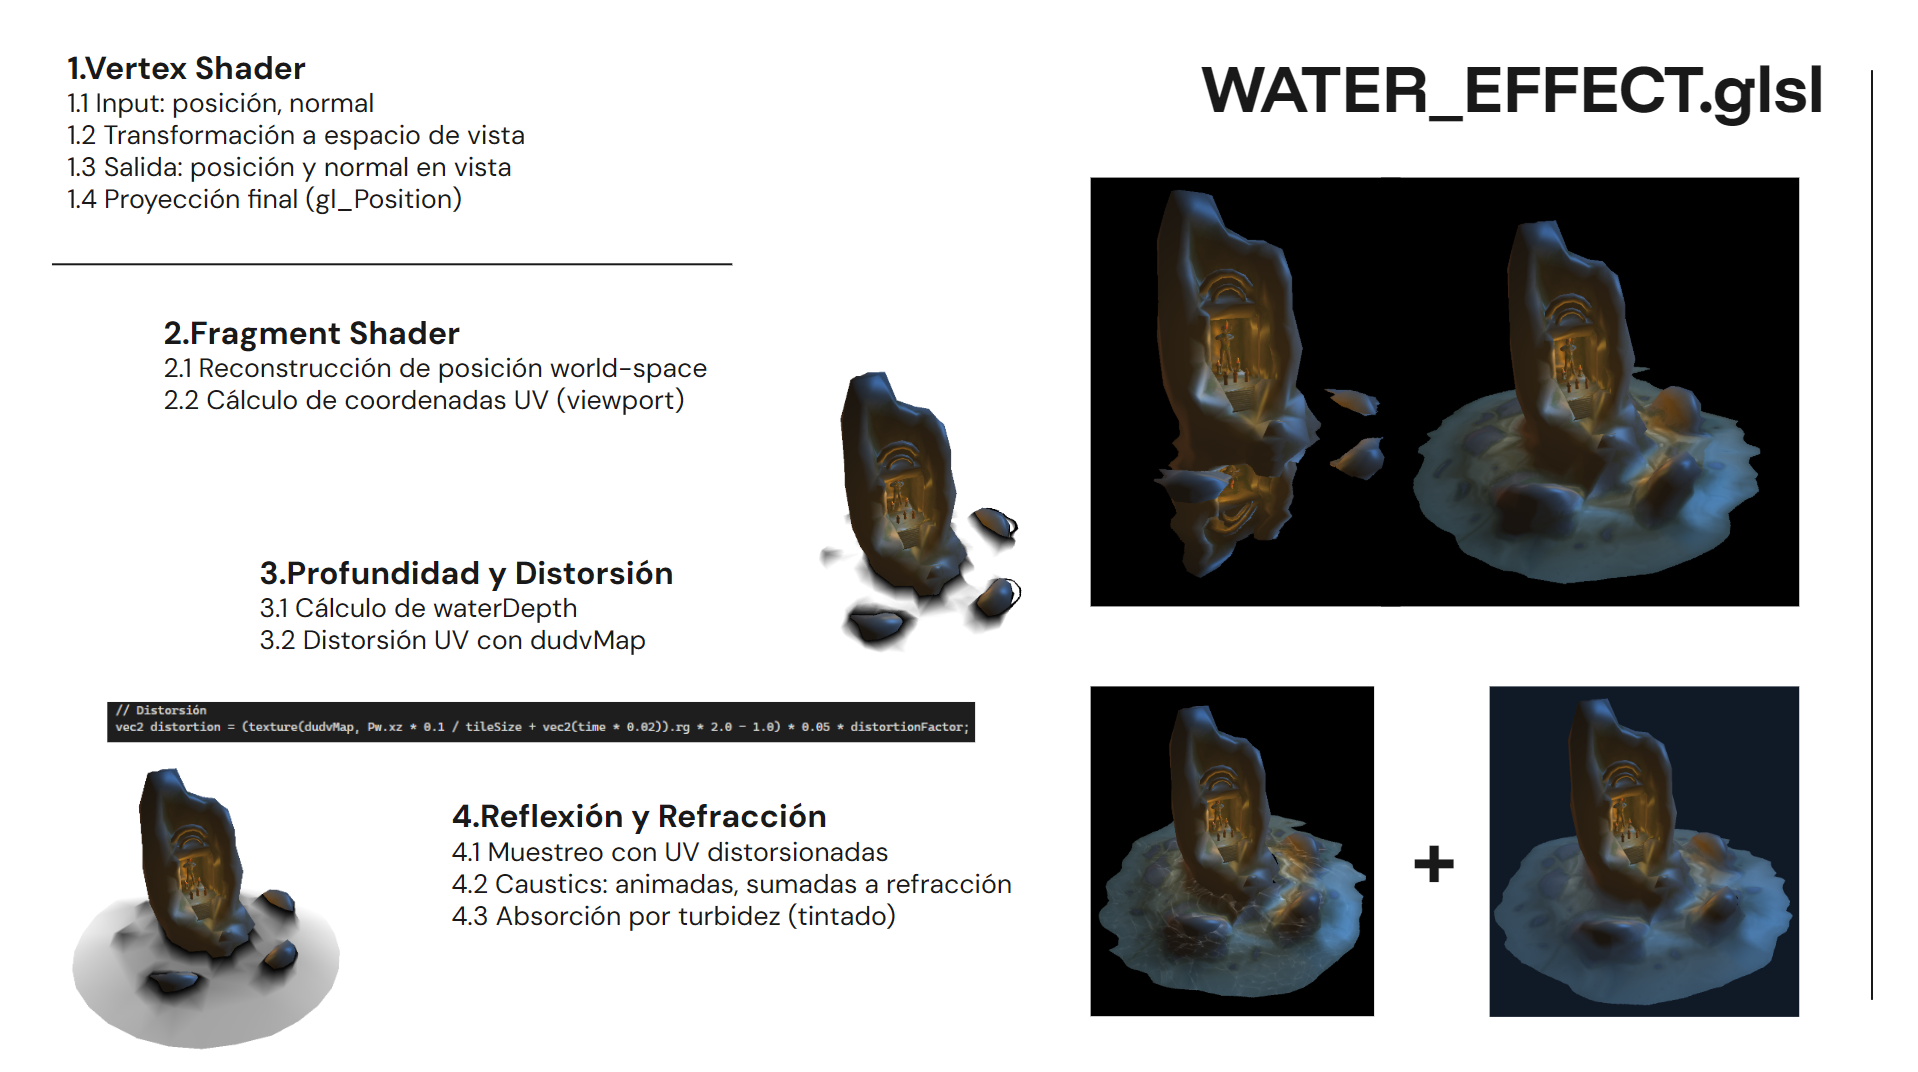 WATER_EFFECT.glsl
1.Vertex Shader
1.1 Input: posición, normal
1.2 Transformación a espacio de vista
1.3 Salida: posición y normal en vista
1.4 Proyección final (gl_Position)
2.Fragment Shader
2.1 Reconstrucción de posición world-space
2.2 Cálculo de coordenadas UV (viewport)
3.Profundidad y Distorsión
3.1 Cálculo de waterDepth
3.2 Distorsión UV con dudvMap
// Distorsión
vec2 distortion = (texture(dudvMap, Pw.xz * 0.1 / tileSize + vec2(time * 0.02)).rg * 2.0 - 1.0) * 0.05 * distortionFactor;
4.Reflexión y Refracción
4.1 Muestreo con UV distorsionadas
4.2 Caustics: animadas, sumadas a refracción
4.3 Absorción por turbidez (tintado)
+